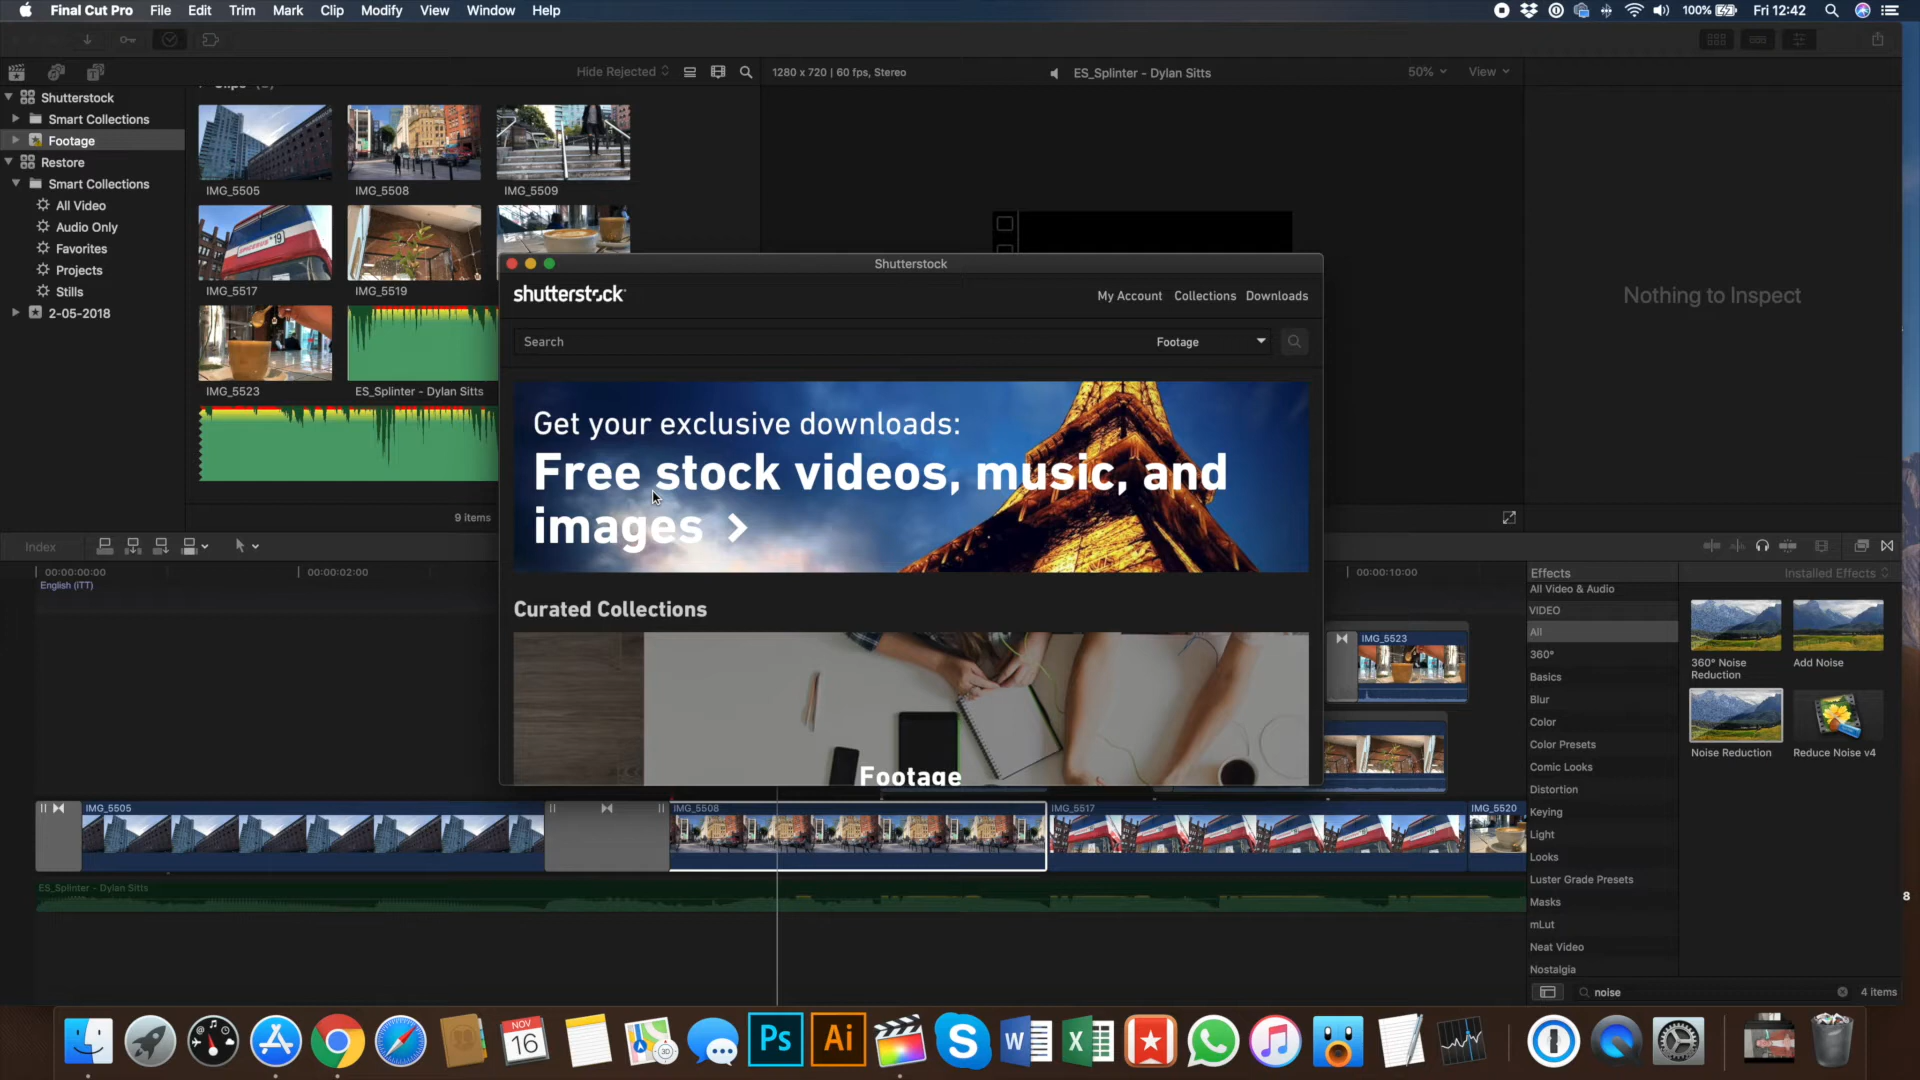 Final Cut Pro File Edit Trim Mark Clip Modify View Window Help
100% Fri 12:42
Hide Rejected
1280 x 720 | 60 fps, Stereo
ES_Splinter - Dylan Sitts
50% View
Shutterstock
Smart Collections
Footage
Restore
Smart Collections
All Video
Audio Only
Favorites
Projects
Stills
2-05-2018
IMG_5505
IMG_5508
IMG_5509
IMG_5517
IMG_5519
IMG_5523
ES_Splinter - Dylan Sitts
9 items
Nothing to Inspect
Shutterstock
shutterstock
My Account Collections Downloads
Search
Footage
Get your exclusive downloads:
Free stock videos, music, and
images >
Curated Collections
Footage
Index
00:00:00:00
00:00:02:00
00:00:10:00
English (iTT)
IMG_5523
IMG_5505
IMG_5508
IMG_5517
IMG_5520
ES_Splinter - Dylan Sitts
Effects
Installed Effects
All Video & Audio
VIDEO
All
360°
Basics
Blur
Color
Color Presets
Comic Looks
Distortion
Keying
Light
Looks
Luster Grade Presets
Masks
mLut
Neat Video
Nostalgia
360° Noise
Reduction
Add Noise
Noise Reduction
Reduce Noise v4
noise
4 items
8
NOV
16
3D
Ps
Ai